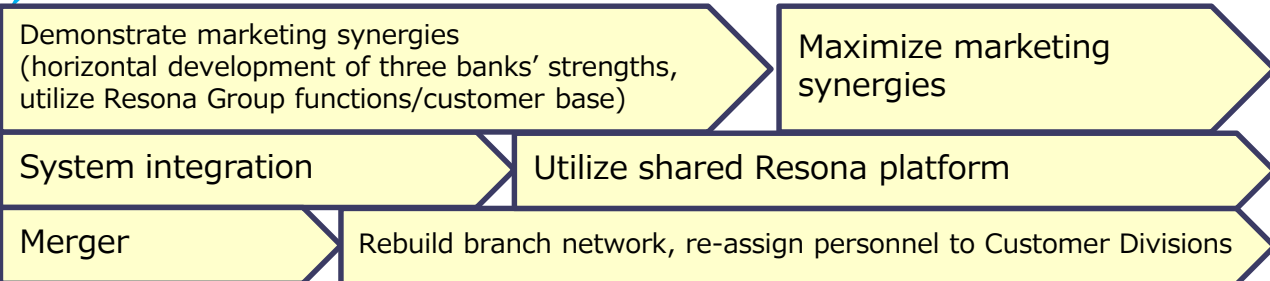 Demonstrate marketing synergies
(horizontal development of three banks’ strengths,
utilize Resona Group functions/customer base)
Maximize marketing
synergies
System integration
Utilize shared Resona platform
Merger
Rebuild branch network, re-assign personnel to Customer Divisions